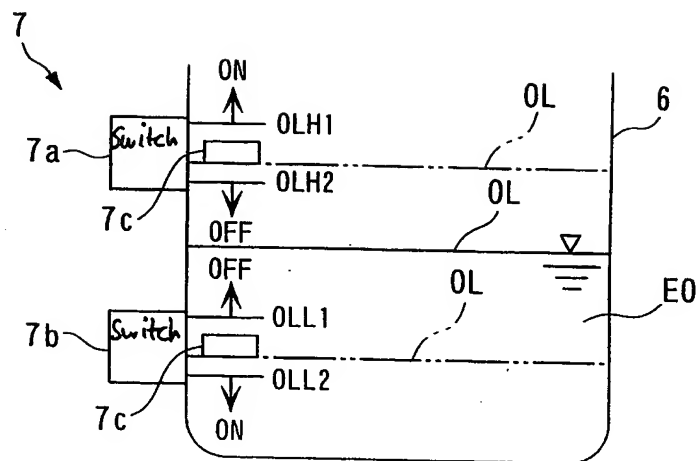 7
ON
Switch
OLH1
OL
6
7a
7c
OLH2
OL
OFF
OFF
OL
EO
Switch
OLL1
7b
7c
OLL2
ON